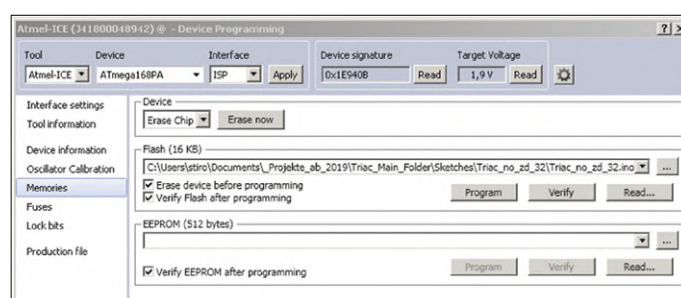 Atmel-ICE (J41800048942) @ - Device Programming
Tool Device Interface Device signature Target Voltage
Atmel-ICE ATmega168PA ISP Apply 0x1E940B Read 1,9 V Read
Interface settings
Tool information
Device information
Oscillator Calibration
Memories
Fuses
Lock bits
Production file
Device
Erase Chip Erase now
Flash (16 KB)
C:\Users\stiro\Documents\_Projekte_ab_2019\Triac_Main_Folder\Sketches\Triac_no_zd_32\Triac_no_zd_32.ino ...
Erase device before programming
Verify Flash after programming
Program Verify Read...
EEPROM (512 bytes)
...
Verify EEPROM after programming
Program Verify Read...